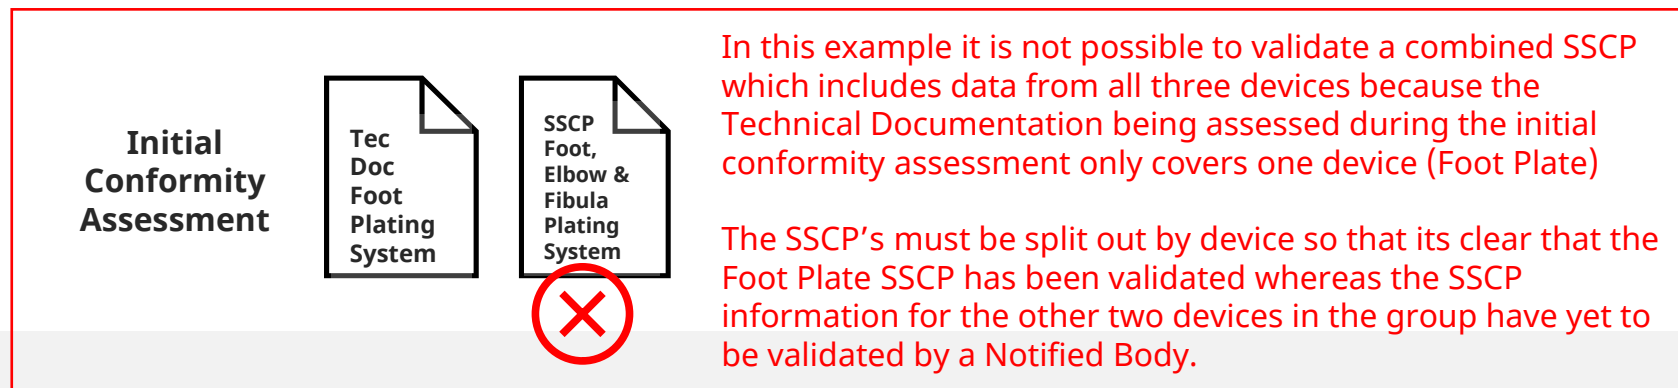 Initial
Conformity
Assessment
Tec
Doc
Foot
Plating
System
SSCP
Foot,
Elbow &
Fibula
Plating
System
In this example it is not possible to validate a combined SSCP
which includes data from all three devices because the
Technical Documentation being assessed during the initial
conformity assessment only covers one device (Foot Plate)
The SSCP’s must be split out by device so that its clear that the
Foot Plate SSCP has been validated whereas the SSCP
information for the other two devices in the group have yet to
be validated by a Notified Body.